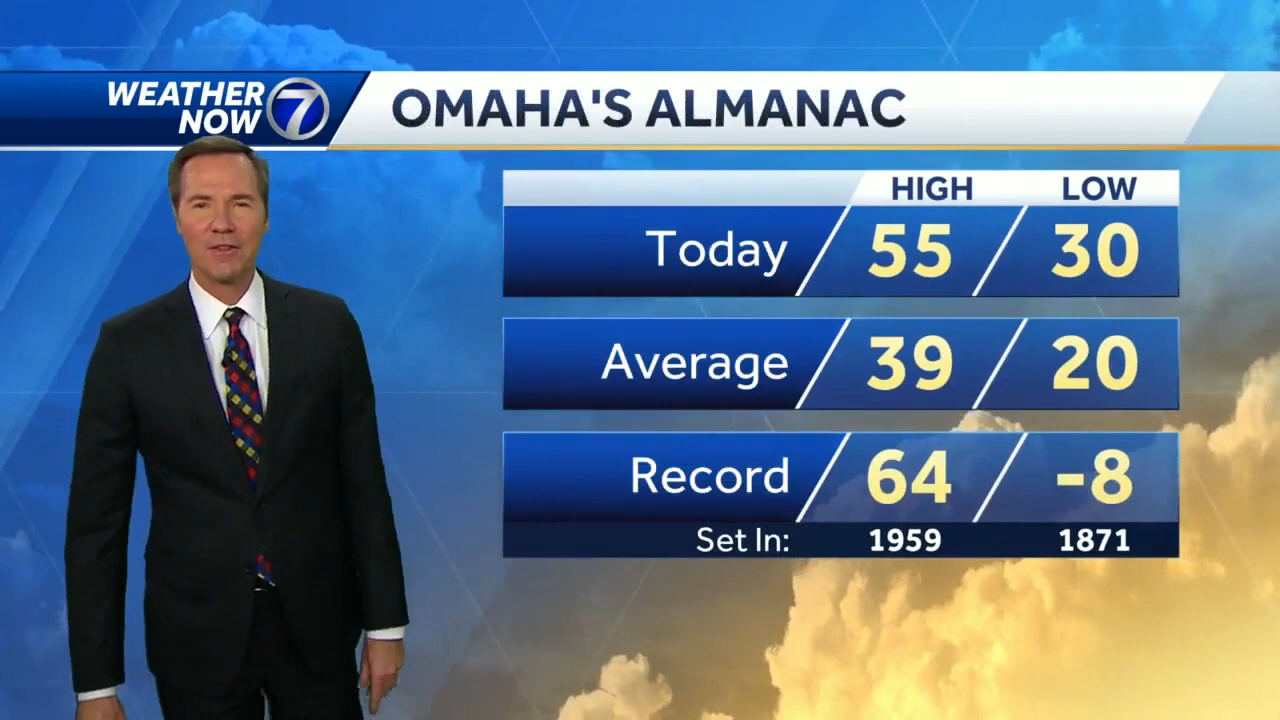 WEATHER
NOW 7
OMAHA'S ALMANAC
HIGH LOW
Today 55 30
Average 39 20
Record 64 -8
Set In: 1959 1871